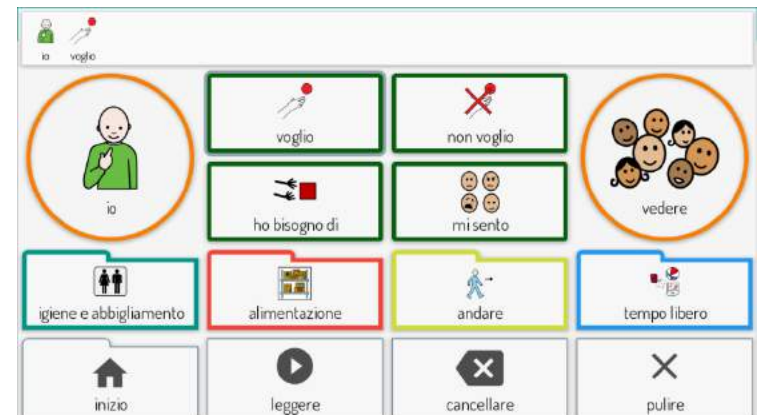 io voglio
voglio non voglio
io vedere
ho bisogno di mi sento
igiene e abbigliamento alimentazione andare tempo libero
inizio leggere cancellare pulire